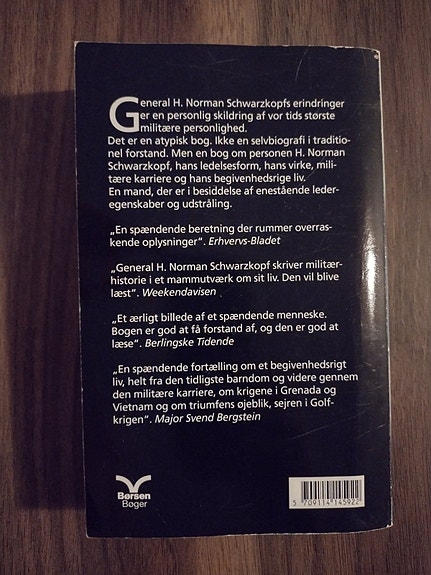 General H. Norman Schwarzkopfs erindringer
er en personlig skildring af vor tids største
militære personlighed.
Det er en atypisk bog. Ikke en selvbiografi i traditio-
nel forstand. Men en bog om personen H. Norman
Schwarzkopf, hans ledelsesform, hans virke, mili-
tære karriere og hans begivenhedsrige liv.
En mand, der er i besiddelse af enestående leder-
egenskaber og udstråling.
„En spændende beretning der rummer overras-
kende oplysninger“. Erhvervs-Bladet
„General H. Norman Schwarzkopf skriver militær-
historie i et mammutværk om sit liv. Den vil blive
læst“. Weekendavisen
„Et ærligt billede af et spændende menneske.
Bogen er god at få forstand af, og den er god at
læse“. Berlingske Tidende
„En spændende fortælling om et begivenhedsrigt
liv, helt fra den tidligste barndom og videre gennem
den militære karriere, om krigene i Grenada og
Vietnam og om triumfens øjeblik, sejren i Golf-
krigen“. Major Svend Bergstein
Børsen
Bøger
5 709114 145922